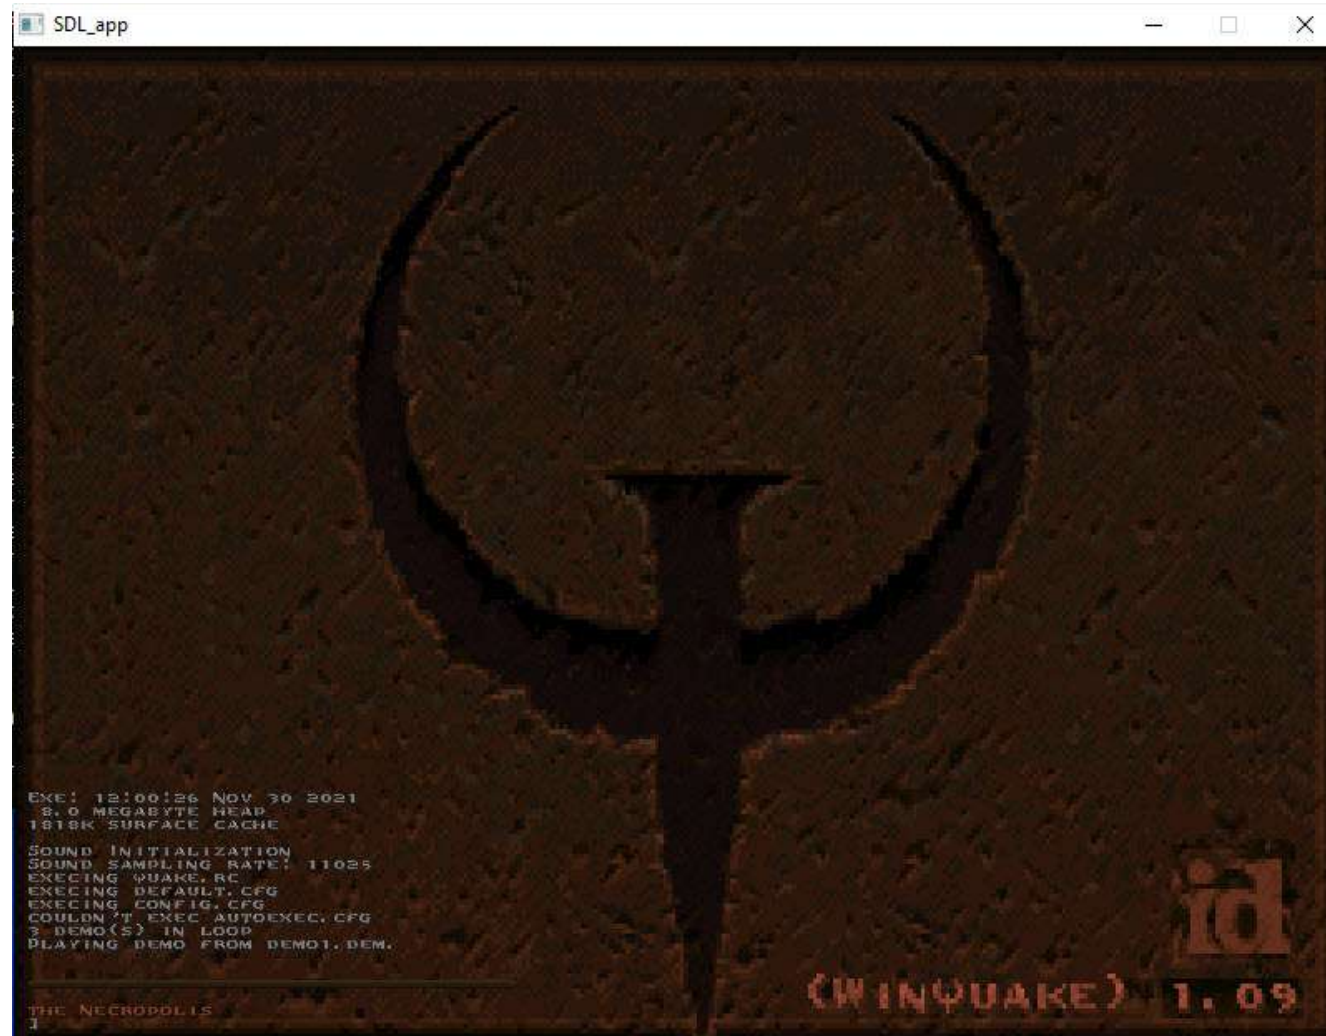 SDL_app
Exe: 12:00:26 Nov 30 2021
8.0 megabyte heap
1818K surface cache
Sound Initialization
Sound sampling rate: 11025
execing quake.rc
execing default.cfg
execing config.cfg
couldn't exec autoexec.cfg
3 demo(s) in loop
Playing demo from demo1.dem.
the Necropolis
]
id
(WinQuake) 1.09